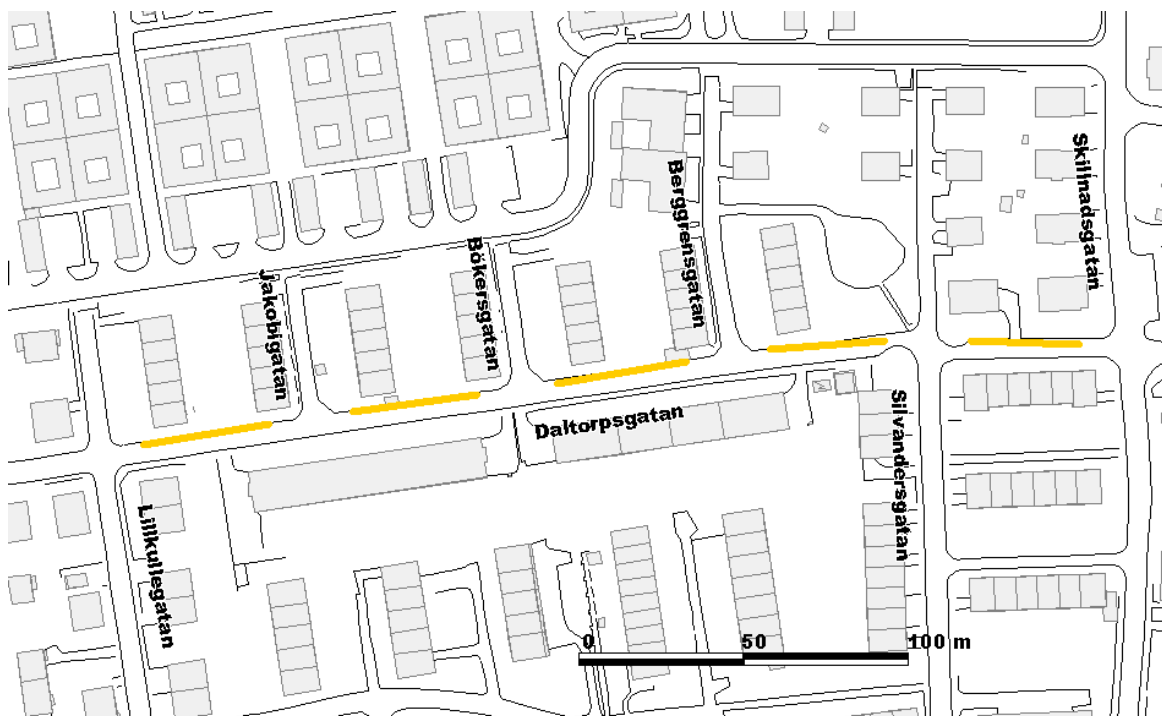 Skillnadsgatan
Berggrensgatan
Bökersgatan
Jakobigatan
Daltorpsgatan
Silvandersgatan
Lillkullegatan
0 50 100 m